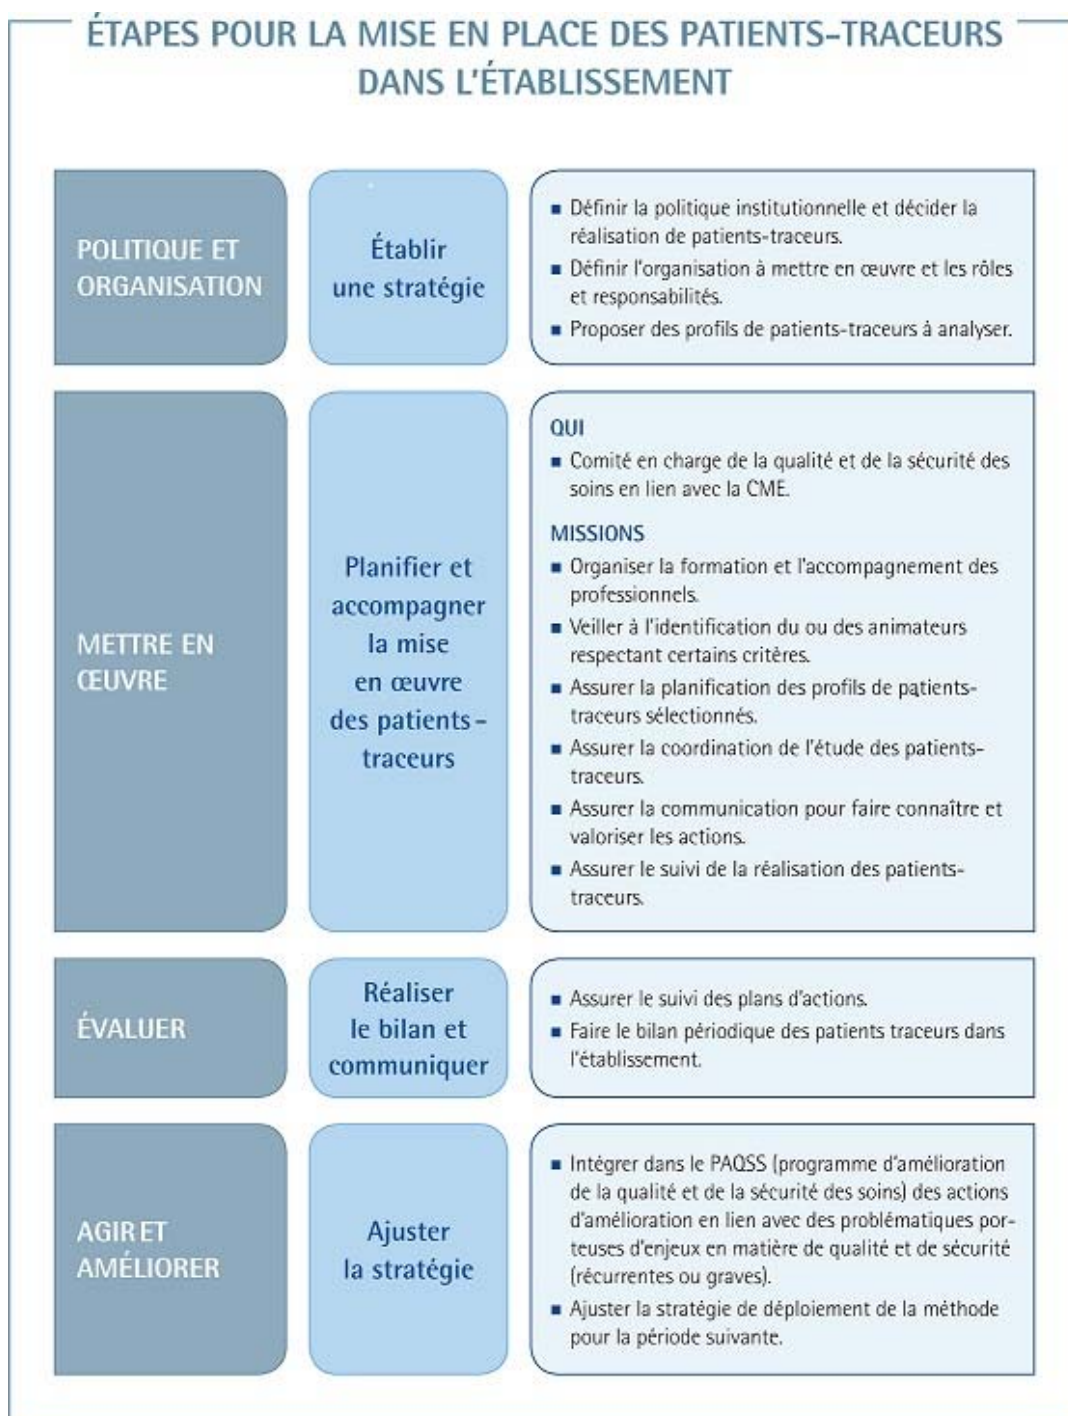 ÉTAPES POUR LA MISE EN PLACE DES PATIENTS-TRACEURS
DANS L'ÉTABLISSEMENT
POLITIQUE ET
ORGANISATION
Établir
une stratégie
■ Définir la politique institutionnelle et décider la
réalisation de patients-traceurs.
■ Définir l'organisation à mettre en œuvre et les rôles
et responsabilités.
■ Proposer des profils de patients-traceurs à analyser.
METTRE EN
ŒUVRE
Planifier et
accompagner
la mise
en œuvre
des patients-
traceurs
QUI
■ Comité en charge de la qualité et de la sécurité des
soins en lien avec la CME.
MISSIONS
■ Organiser la formation et l'accompagnement des
professionnels.
■ Veiller à l'identification du ou des animateurs
respectant certains critères.
■ Assurer la planification des profils de patients-
traceurs sélectionnés.
■ Assurer la coordination de l'étude des patients-
traceurs.
■ Assurer la communication pour faire connaître et
valoriser les actions.
■ Assurer le suivi de la réalisation des patients-
traceurs.
ÉVALUER
Réaliser
le bilan et
communiquer
■ Assurer le suivi des plans d'actions.
■ Faire le bilan périodique des patients traceurs dans
l'établissement.
AGIR ET
AMÉLIORER
Ajuster
la stratégie
■ Intégrer dans le PAQSS (programme d'amélioration
de la qualité et de la sécurité des soins) des actions
d'amélioration en lien avec des problématiques por-
teuses d'enjeux en matière de qualité et de sécurité
(récurrentes ou graves).
■ Ajuster la stratégie de déploiement de la méthode
pour la période suivante.